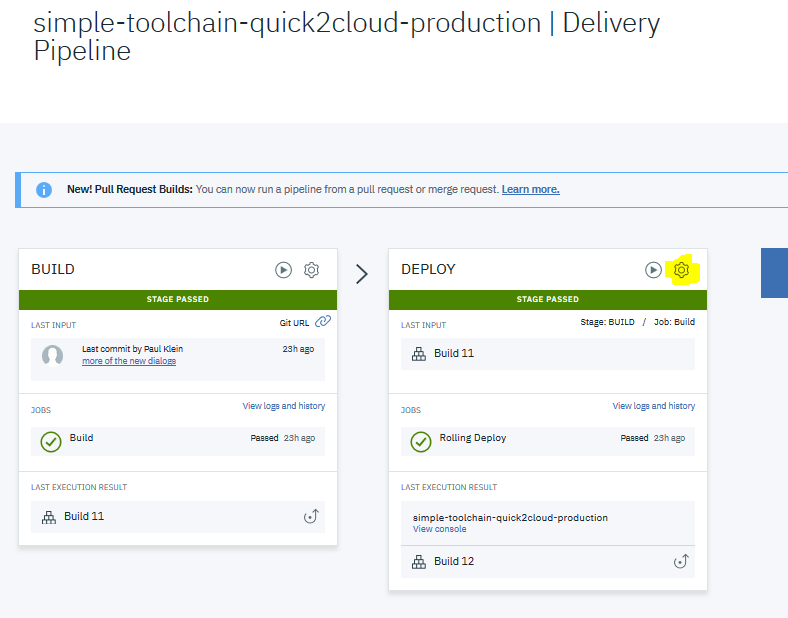 simple-toolchain-quick2cloud-production | Delivery
Pipeline
New! Pull Request Builds: You can now run a pipeline from a pull request or merge request. Learn more.
BUILD
STAGE PASSED
LAST INPUT
Git URL
Last commit by Paul Klein
23h ago
more of the new dialogs
JOBS
View logs and history
Build
Passed 23h ago
LAST EXECUTION RESULT
Build 11
DEPLOY
STAGE PASSED
LAST INPUT
Stage: BUILD / Job: Build
Build 11
JOBS
View logs and history
Rolling Deploy
Passed 23h ago
LAST EXECUTION RESULT
simple-toolchain-quick2cloud-production
View console
Build 12